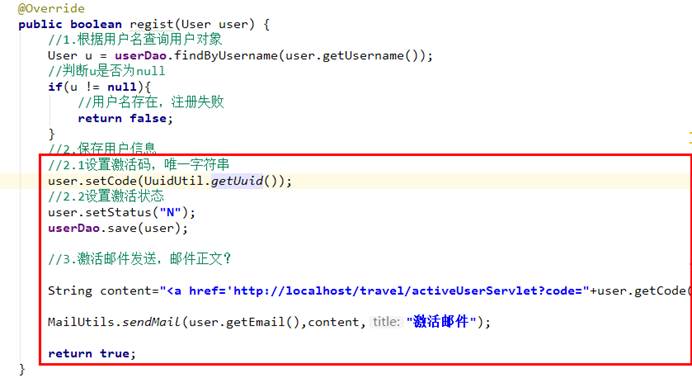 @Override
public boolean regist(User user) {
//1.根据用户名查询用户对象
User u = userDao.findByUsername(user.getUsername());
//判断u是否为null
if(u != null){
//用户名存在，注册失败
return false;
}
//2.保存用户信息
//2.1设置激活码，唯一字符串
user.setCode(UuidUtil.getUuid());
//2.2设置激活状态
user.setStatus("N");
userDao.save(user);
//3.激活邮件发送，邮件正文？
String content="<a href='http://localhost/travel/activeUserServlet?code="+user.getCode(
MailUtils.sendMail(user.getEmail(),content, title: "激活邮件");
return true;
}